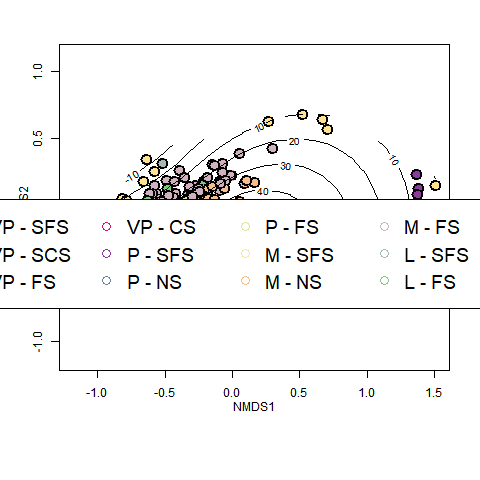 1.0
0.5
10
20
10
30
-10
40
S2
VP - SFS VP - CS P - FS M - FS
VP - SCS P - SFS M - SFS L - SFS
VP - FS P - NS M - NS L - FS
-1.0
-1.0 -0.5 0.0 0.5 1.0 1.5
NMDS1